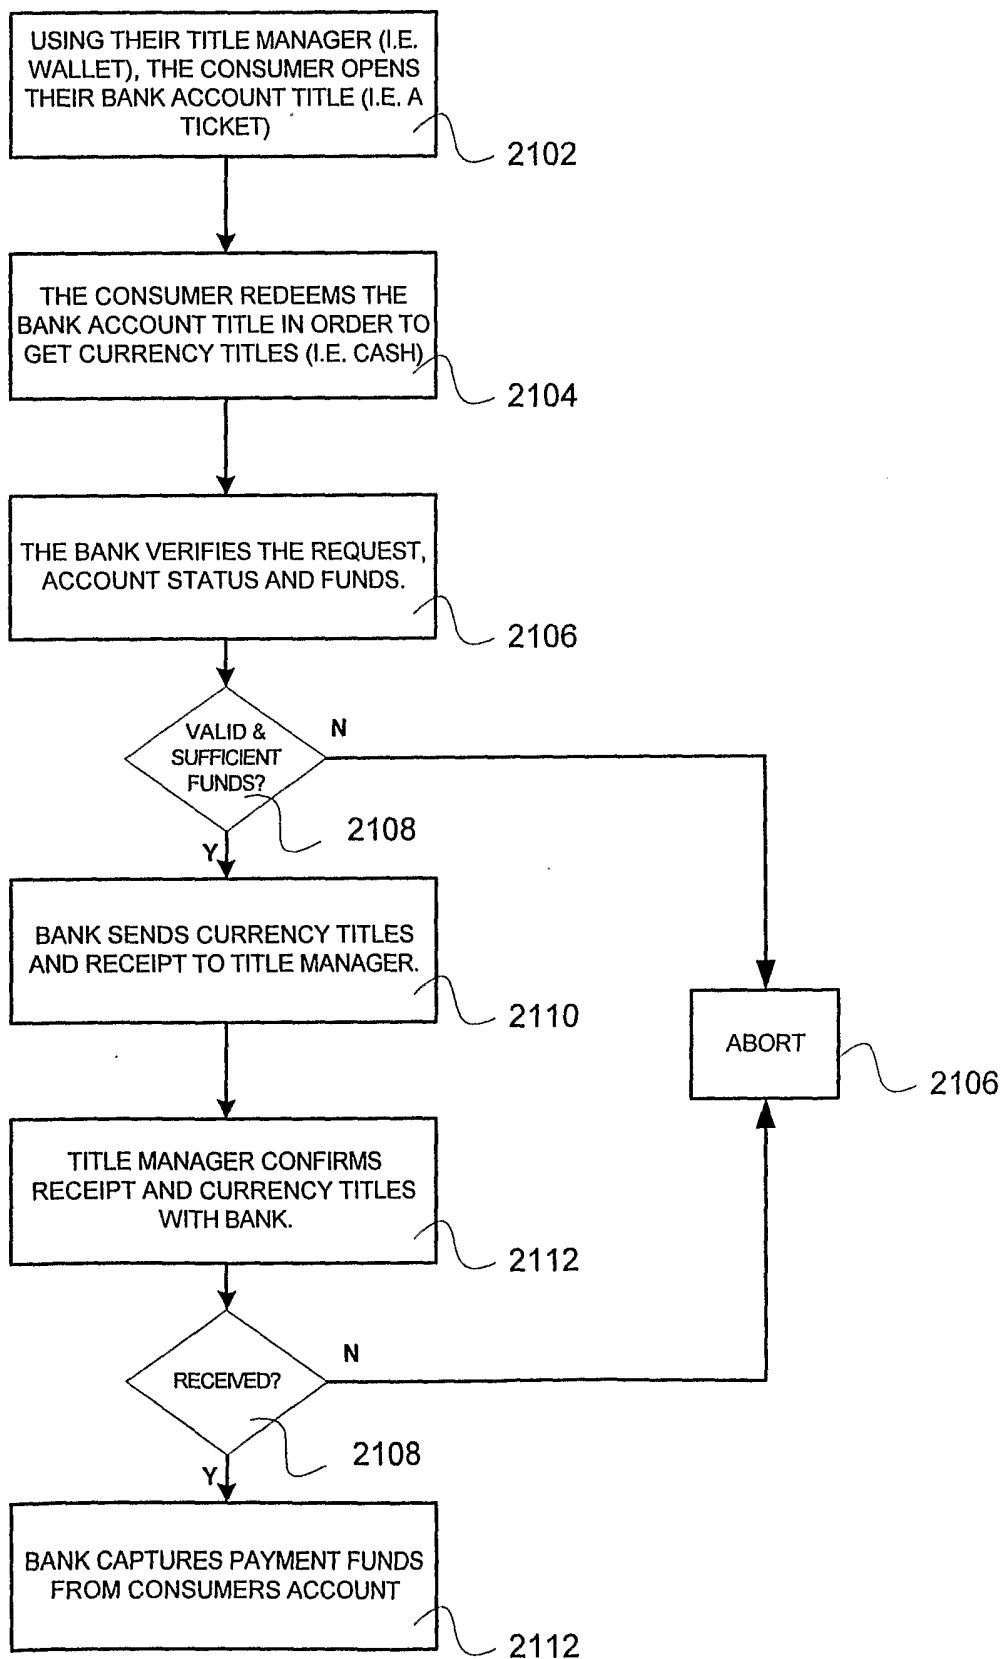 USING THEIR TITLE MANAGER (I.E.
WALLET), THE CONSUMER OPENS
THEIR BANK ACCOUNT TITLE (I.E. A
TICKET)
2102
THE CONSUMER REDEEMS THE
BANK ACCOUNT TITLE IN ORDER TO
GET CURRENCY TITLES (I.E. CASH)
2104
THE BANK VERIFIES THE REQUEST,
ACCOUNT STATUS AND FUNDS.
2106
VALID &
SUFFICIENT
FUNDS?
N
2108
Y
BANK SENDS CURRENCY TITLES
AND RECEIPT TO TITLE MANAGER.
2110
ABORT
2106
TITLE MANAGER CONFIRMS
RECEIPT AND CURRENCY TITLES
WITH BANK.
2112
RECEIVED?
N
2108
Y
BANK CAPTURES PAYMENT FUNDS
FROM CONSUMERS ACCOUNT
2112